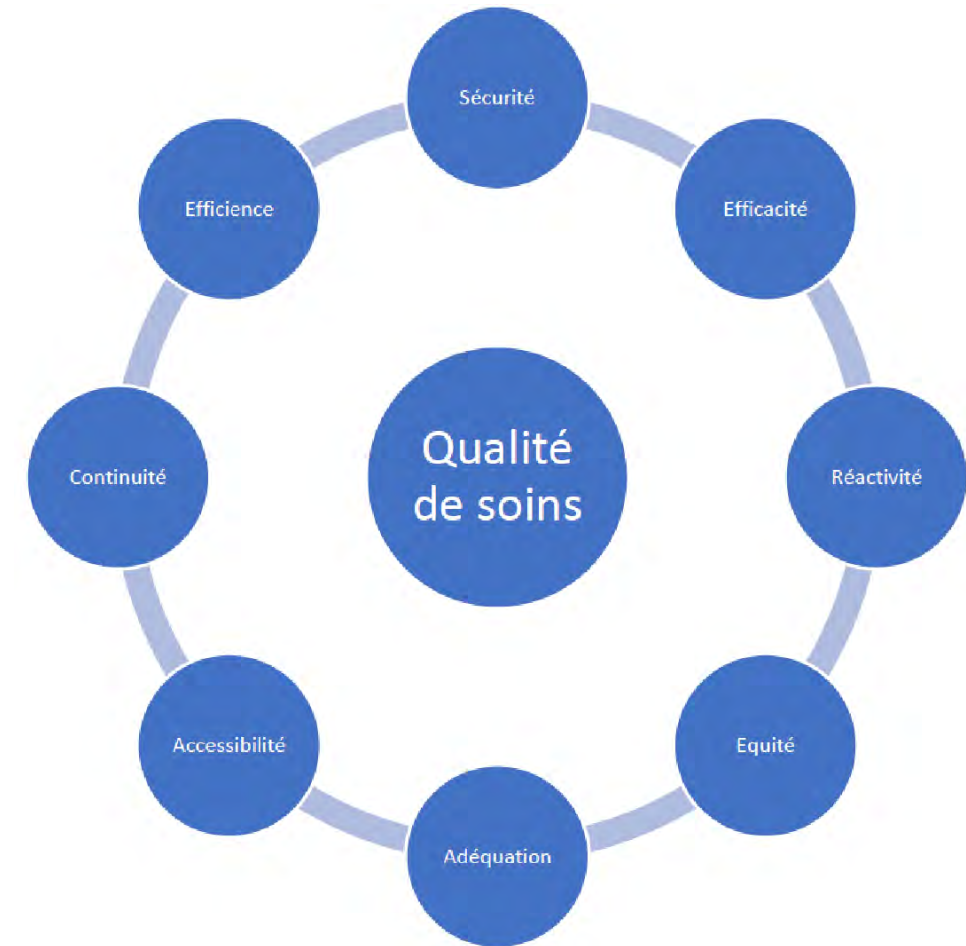 Sécurité
Efficience
Efficacité
Qualité
de soins
Continuité
Réactivité
Accessibilité
Equité
Adéquation